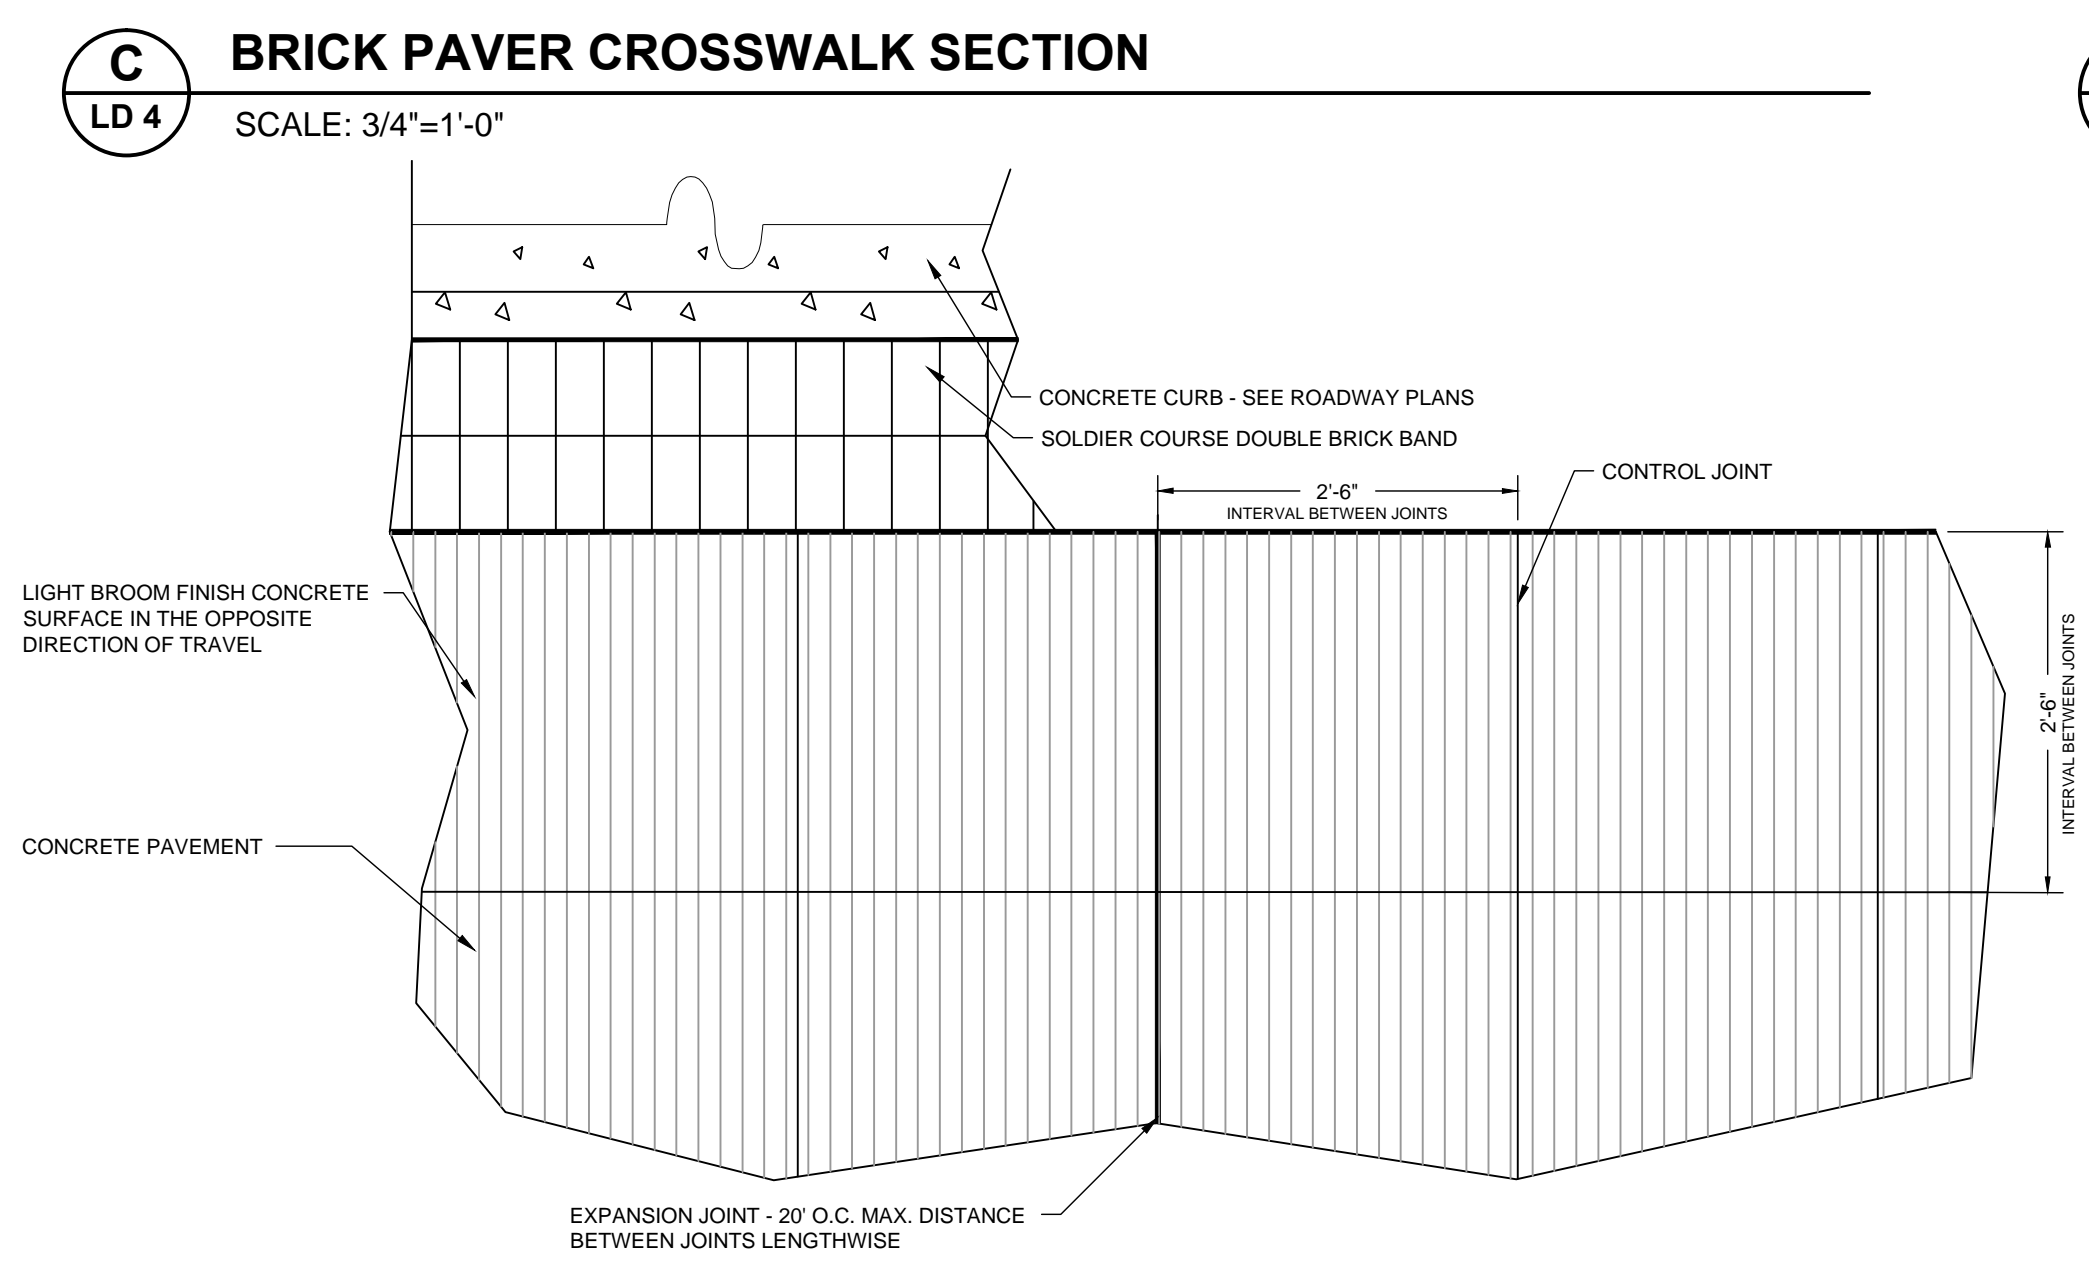 C
LD 4
BRICK PAVER CROSSWALK SECTION
SCALE: 3/4"=1'-0"
CONCRETE CURB - SEE ROADWAY PLANS
SOLDIER COURSE DOUBLE BRICK BAND
CONTROL JOINT
2'-6"
INTERVAL BETWEEN JOINTS
LIGHT BROOM FINISH CONCRETE
SURFACE IN THE OPPOSITE
DIRECTION OF TRAVEL
2'-6"
INTERVAL BETWEEN JOINTS
CONCRETE PAVEMENT
EXPANSION JOINT - 20' O.C. MAX. DISTANCE
BETWEEN JOINTS LENGTHWISE